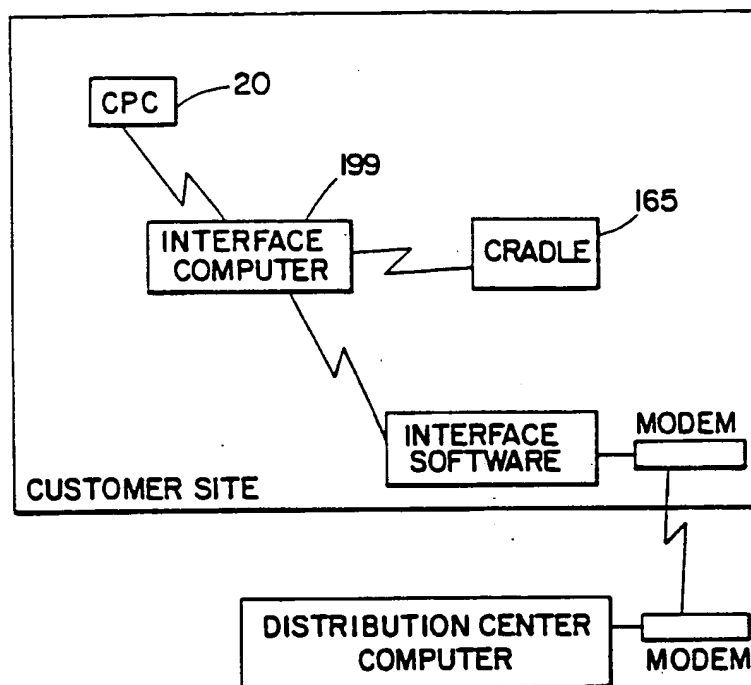 CPC
20
199
165
INTERFACE
COMPUTER
CRADLE
INTERFACE
SOFTWARE
MODEM
CUSTOMER SITE
DISTRIBUTION CENTER
COMPUTER
MODEM